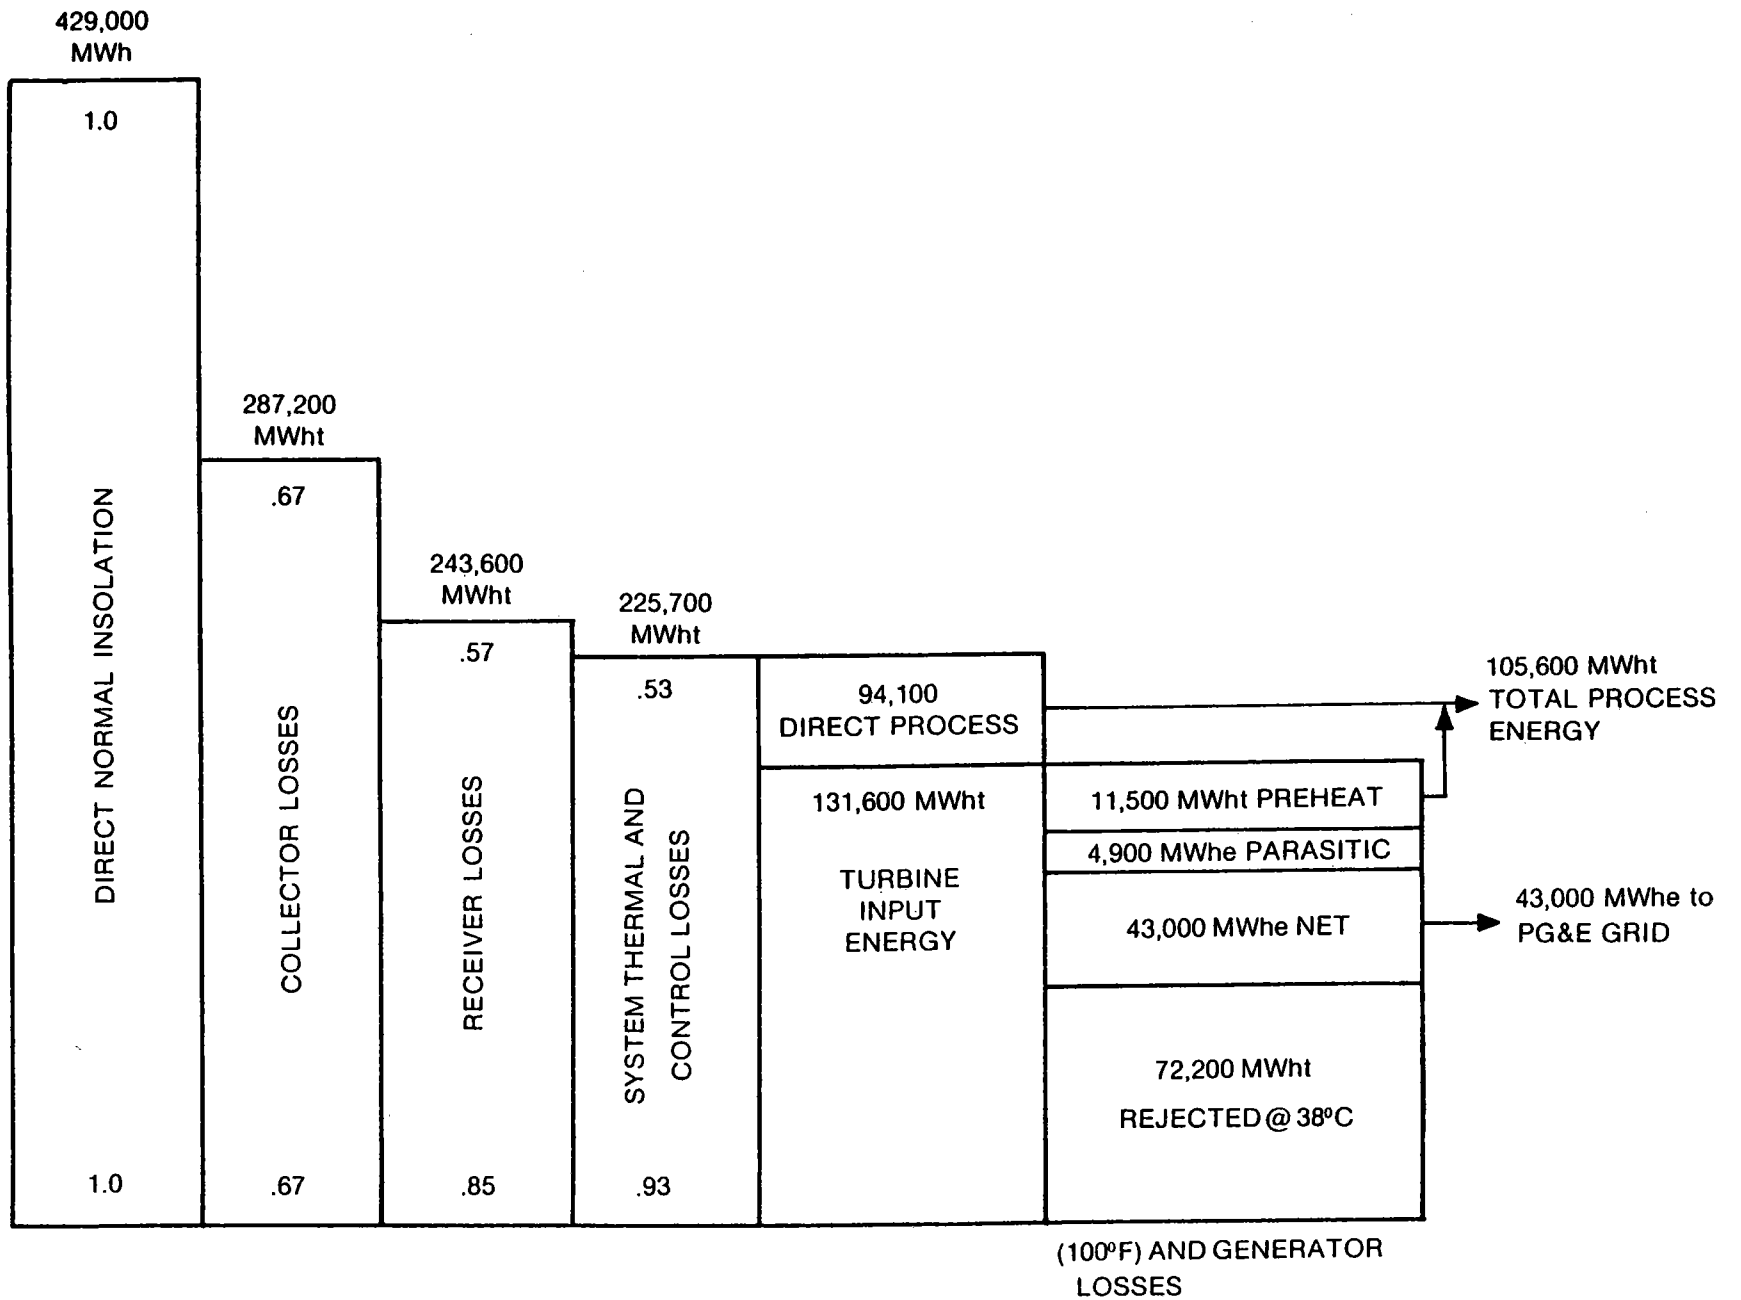 429,000
MWh
1.0
DIRECT NORMAL INSOLATION
1.0
287,200
MWht
.67
COLLECTOR LOSSES
.67
243,600
MWht
.57
RECEIVER LOSSES
.85
225,700
MWht
.53
SYSTEM THERMAL AND
CONTROL LOSSES
.93
94,100
DIRECT PROCESS
131,600 MWht
TURBINE
INPUT
ENERGY
11,500 MWht PREHEAT
4,900 MWhe PARASITIC
43,000 MWhe NET
72,200 MWht
REJECTED @ 38ºC
(100ºF) AND GENERATOR
LOSSES
105,600 MWht
TOTAL PROCESS
ENERGY
43,000 MWhe to
PG&E GRID